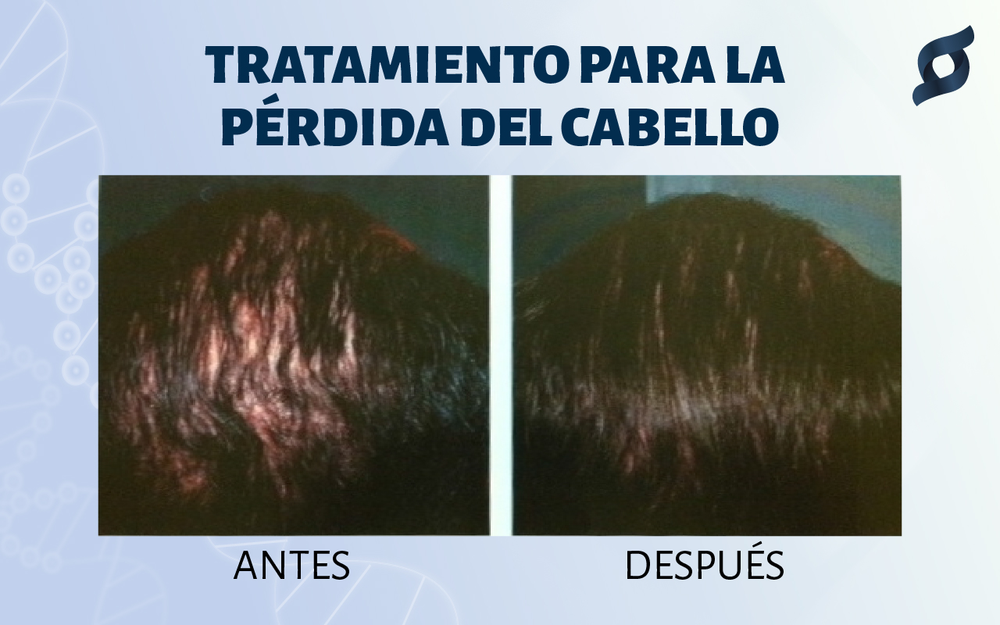 TRATAMIENTO PARA LA
PÉRDIDA DEL CABELLO
ANTES
DESPUÉS